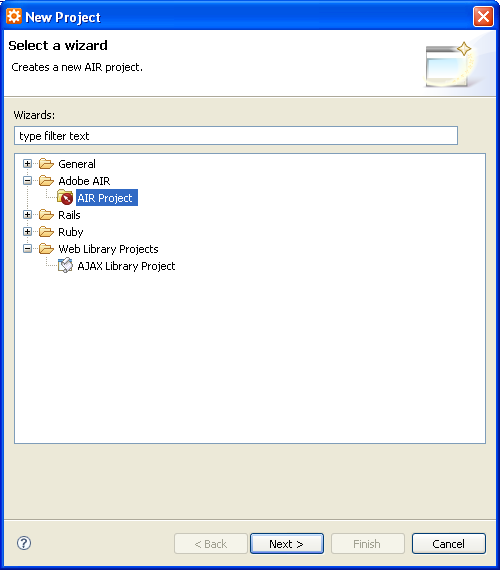 New Project
Select a wizard
Creates a new AIR project.
Wizards:
type filter text
General
Adobe AIR
AIR Project
Rails
Ruby
Web Library Projects
AJAX Library Project
? < Back Next > Finish Cancel